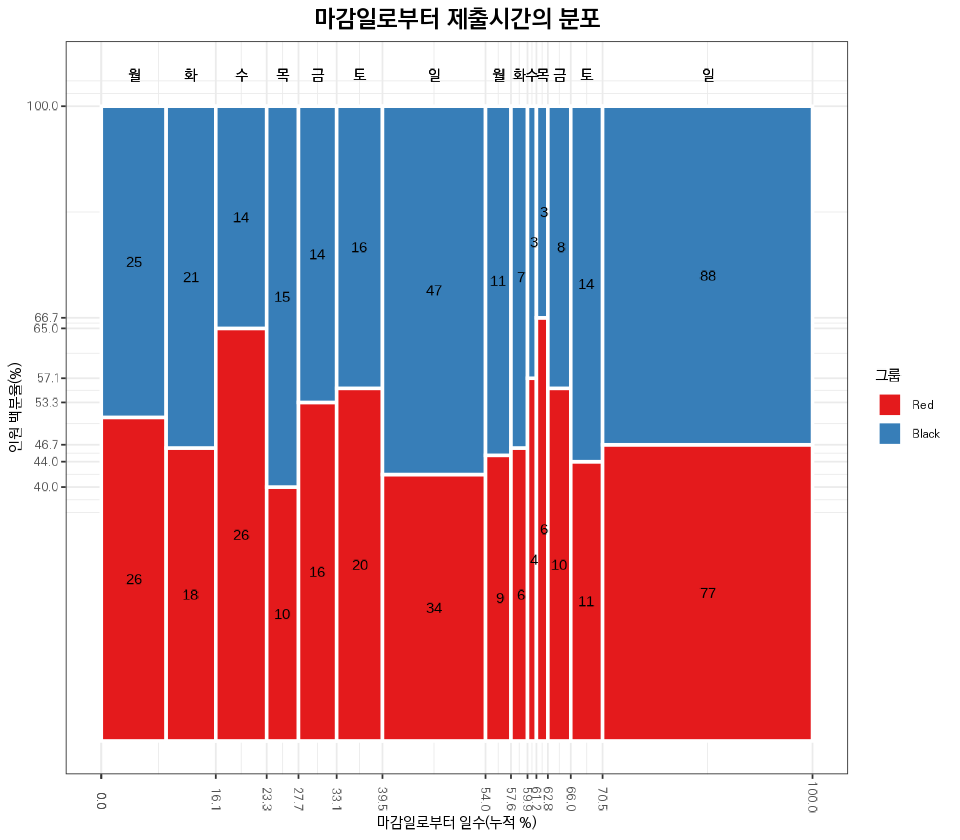 마감일로부터 제출시간의 분포
월 화 수 목 금 토 일 월 화 수 목 금 토 일
100.0
66.7
65.0
57.1
53.3
46.7
44.0
40.0
인원 백분율(%)
25 21 14 15 14 16 47 11 7 3 3 8 14 88
26 18 26 10 16 20 34 9 6 4 6 10 11 77
그룹
Red
Black
0.0 16.1 23.3 27.7 33.1 39.5 54.0 57.6 59.9 61.2 62.8 66.0 70.5 100.0
마감일로부터 일수(누적 %)